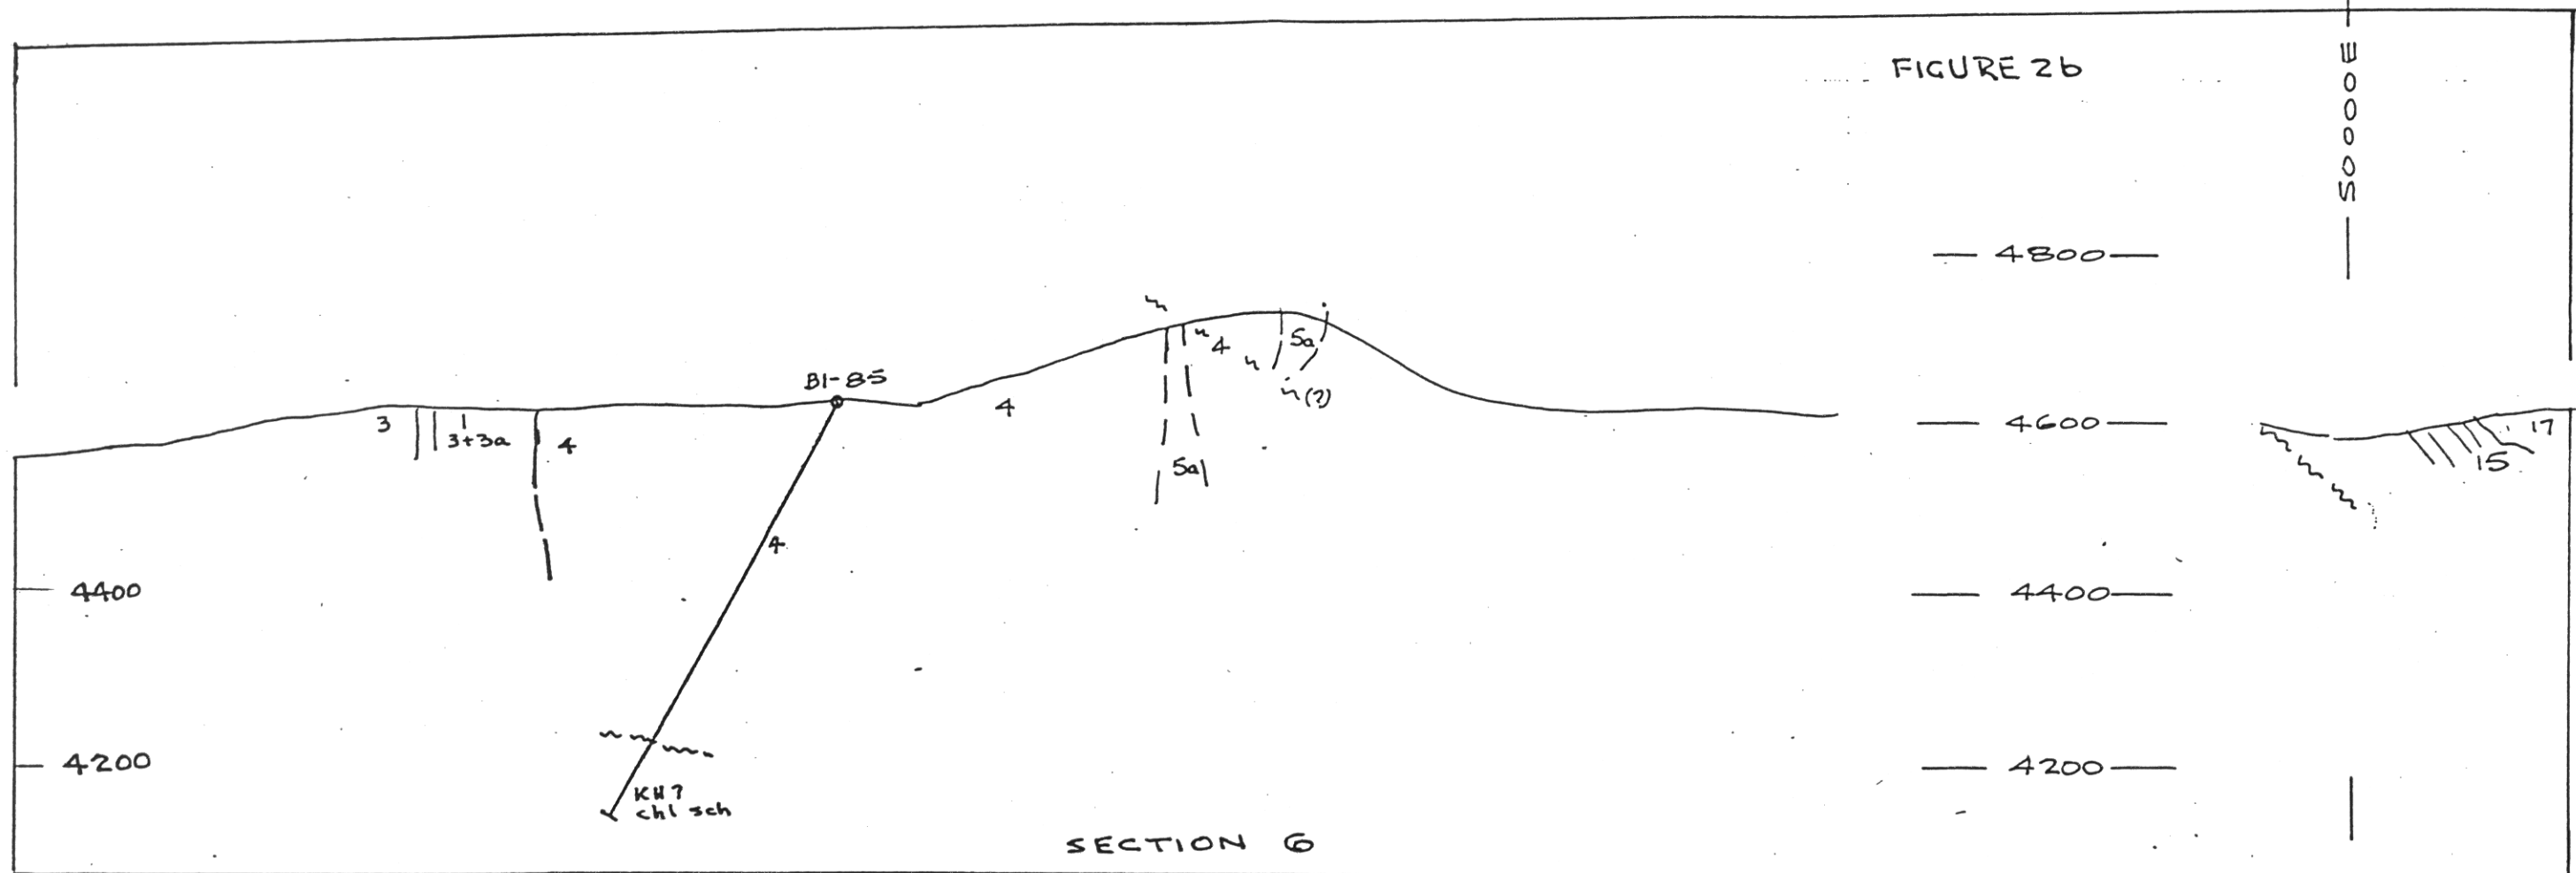 FIGURE 2b
50000E
— 4800 —
B1-85
5a
4
n(?)
4
3
3+3a
4
— 4600 —
17
15
5a
4
4400
— 4400 —
4200
— 4200 —
KH?
chl sch
SECTION 6